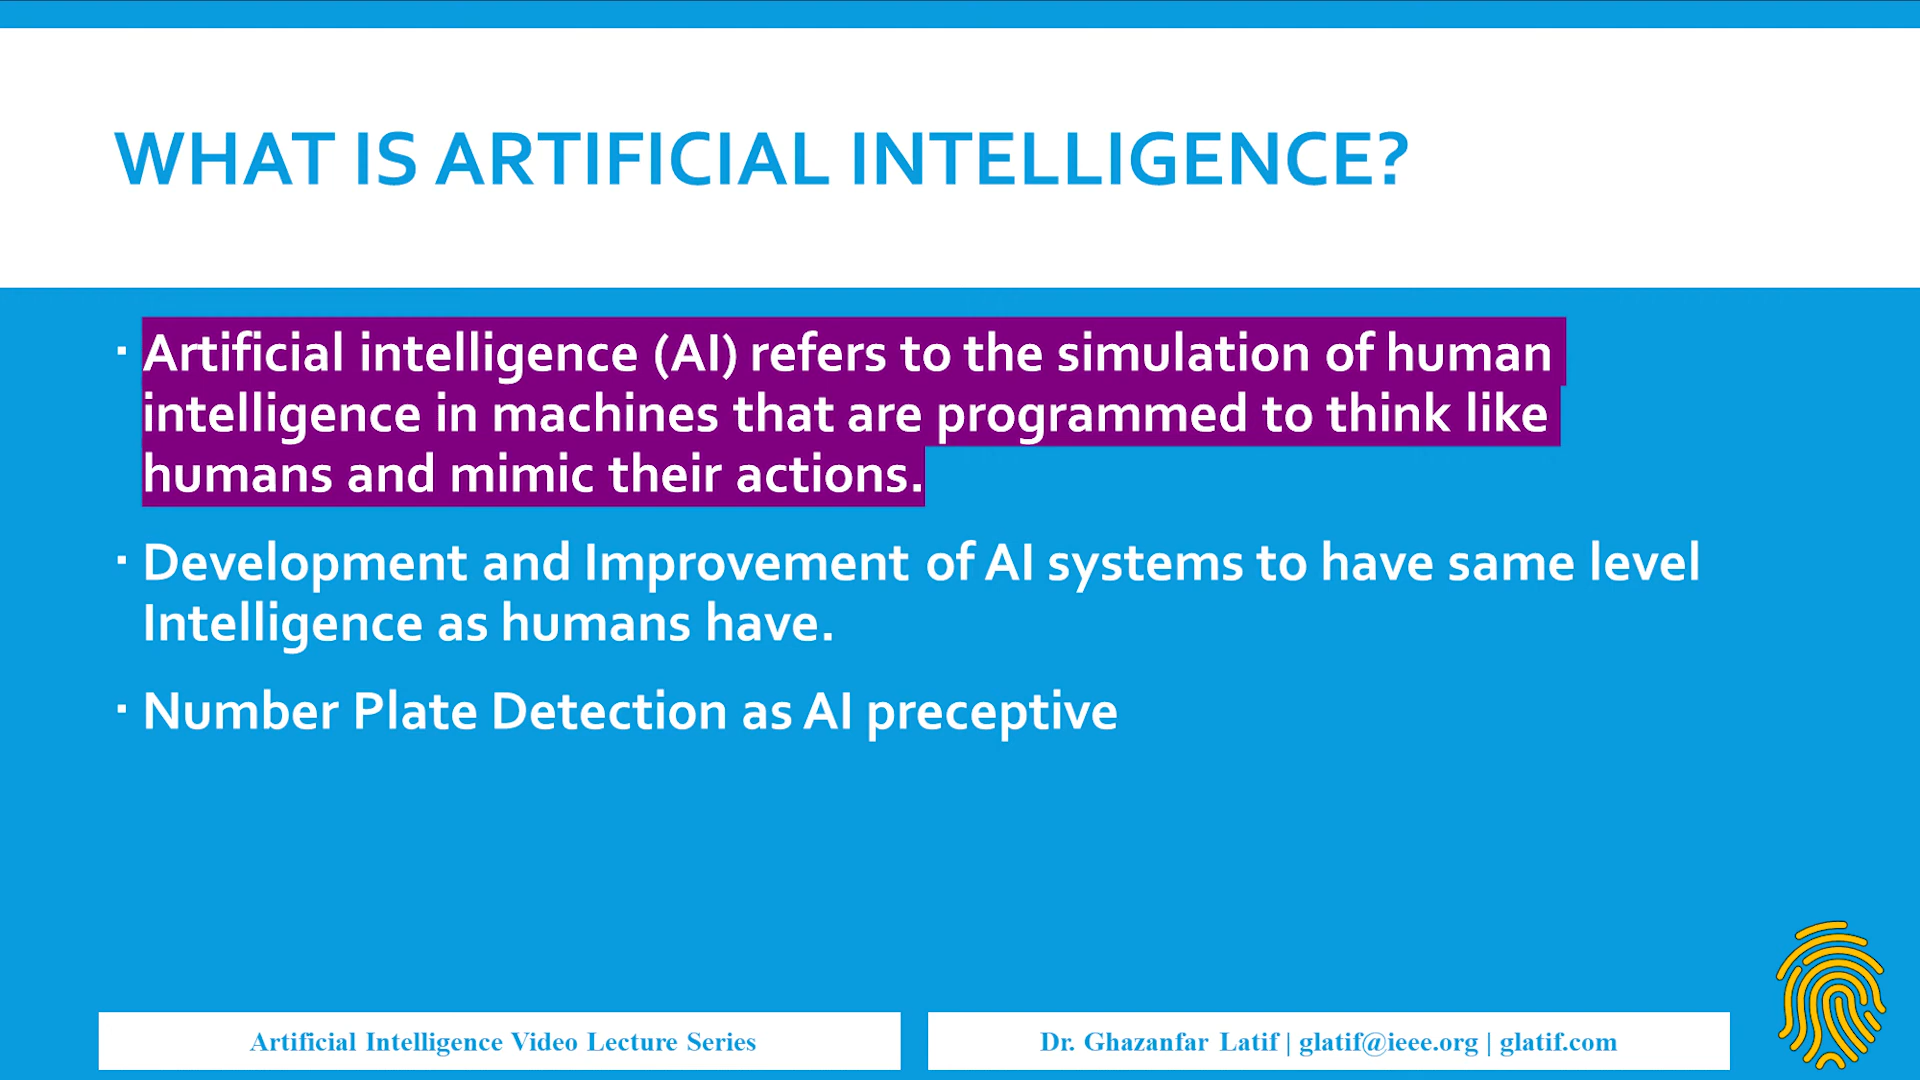 WHAT IS ARTIFICIAL INTELLIGENCE?
▪ Artificial intelligence (AI) refers to the simulation of human
intelligence in machines that are programmed to think like
humans and mimic their actions.
▪ Development and Improvement of AI systems to have same level
Intelligence as humans have.
▪ Number Plate Detection as AI preceptive
Artificial Intelligence Video Lecture Series
Dr. Ghazanfar Latif | glatif@ieee.org | glatif.com